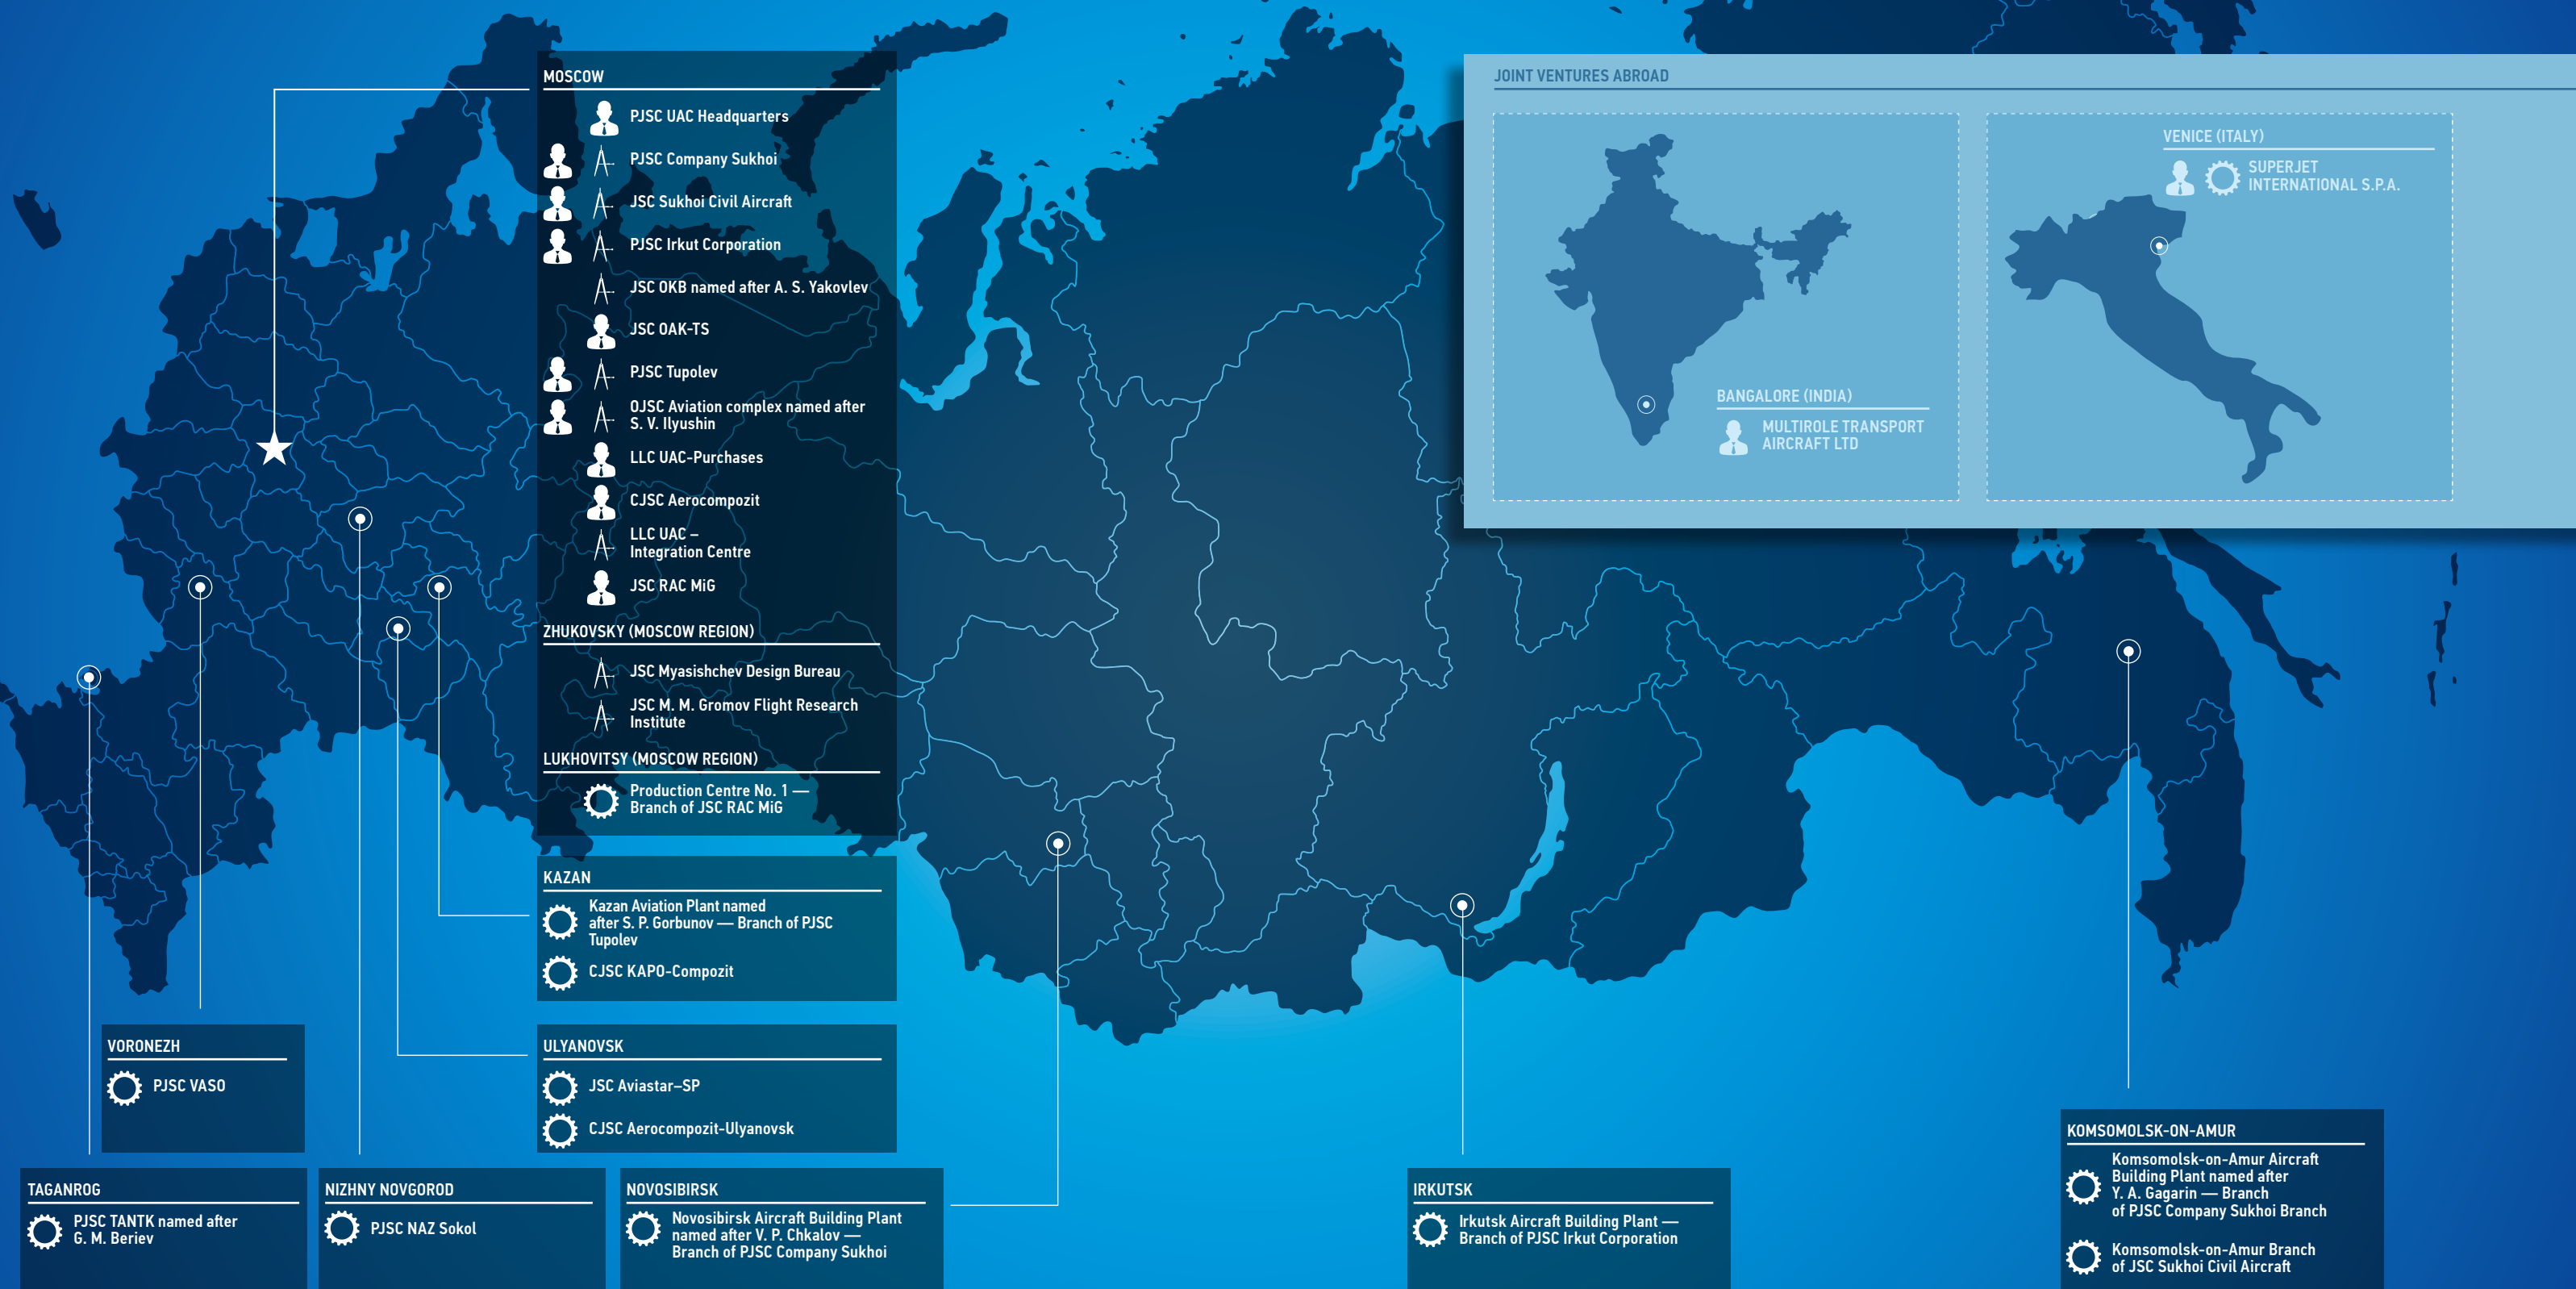 MOSCOW
PJSC UAC Headquarters
PJSC Company Sukhoi
JSC Sukhoi Civil Aircraft
PJSC Irkut Corporation
JSC OKB named after A. S. Yakovlev
JSC OAK-TS
PJSC Tupolev
OJSC Aviation complex named after
S. V. Ilyushin
LLC UAC-Purchases
CJSC Aerocompozit
LLC UAC –
Integration Centre
JSC RAC MiG
ZHUKOVSKY (MOSCOW REGION)
JSC Myasishchev Design Bureau
JSC M. M. Gromov Flight Research
Institute
LUKHOVITSY (MOSCOW REGION)
Production Centre No. 1 —
Branch of JSC RAC MiG
KAZAN
Kazan Aviation Plant named
after S. P. Gorbunov — Branch of PJSC
Tupolev
CJSC KAPO-Compozit
ULYANOVSK
JSC Aviastar–SP
CJSC Aerocompozit-Ulyanovsk
VORONEZH
PJSC VASO
TAGANROG
PJSC TANTK named after
G. M. Beriev
NIZHNY NOVGOROD
PJSC NAZ Sokol
NOVOSIBIRSK
Novosibirsk Aircraft Building Plant
named after V. P. Chkalov —
Branch of PJSC Company Sukhoi
IRKUTSK
Irkutsk Aircraft Building Plant —
Branch of PJSC Irkut Corporation
KOMSOMOLSK-ON-AMUR
Komsomolsk-on-Amur Aircraft
Building Plant named after
Y. A. Gagarin — Branch
of PJSC Company Sukhoi Branch
Komsomolsk-on-Amur Branch
of JSC Sukhoi Civil Aircraft
JOINT VENTURES ABROAD
BANGALORE (INDIA)
MULTIROLE TRANSPORT
AIRCRAFT LTD
VENICE (ITALY)
SUPERJET
INTERNATIONAL S.P.A.